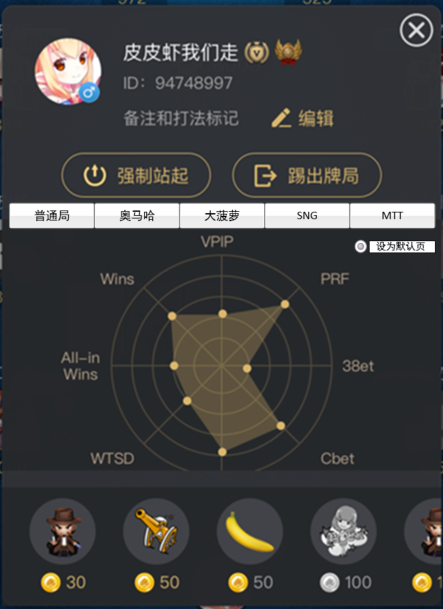 皮皮虾我们走
ID: 94748997
备注和打法标记 编辑
强制站起 踢出牌局
普通局 奥马哈 大菠萝 SNG MTT
设为默认页
VPIP
Wins PRF
All-in Wins 38et
WTSD Cbet
30 50 50 100 1